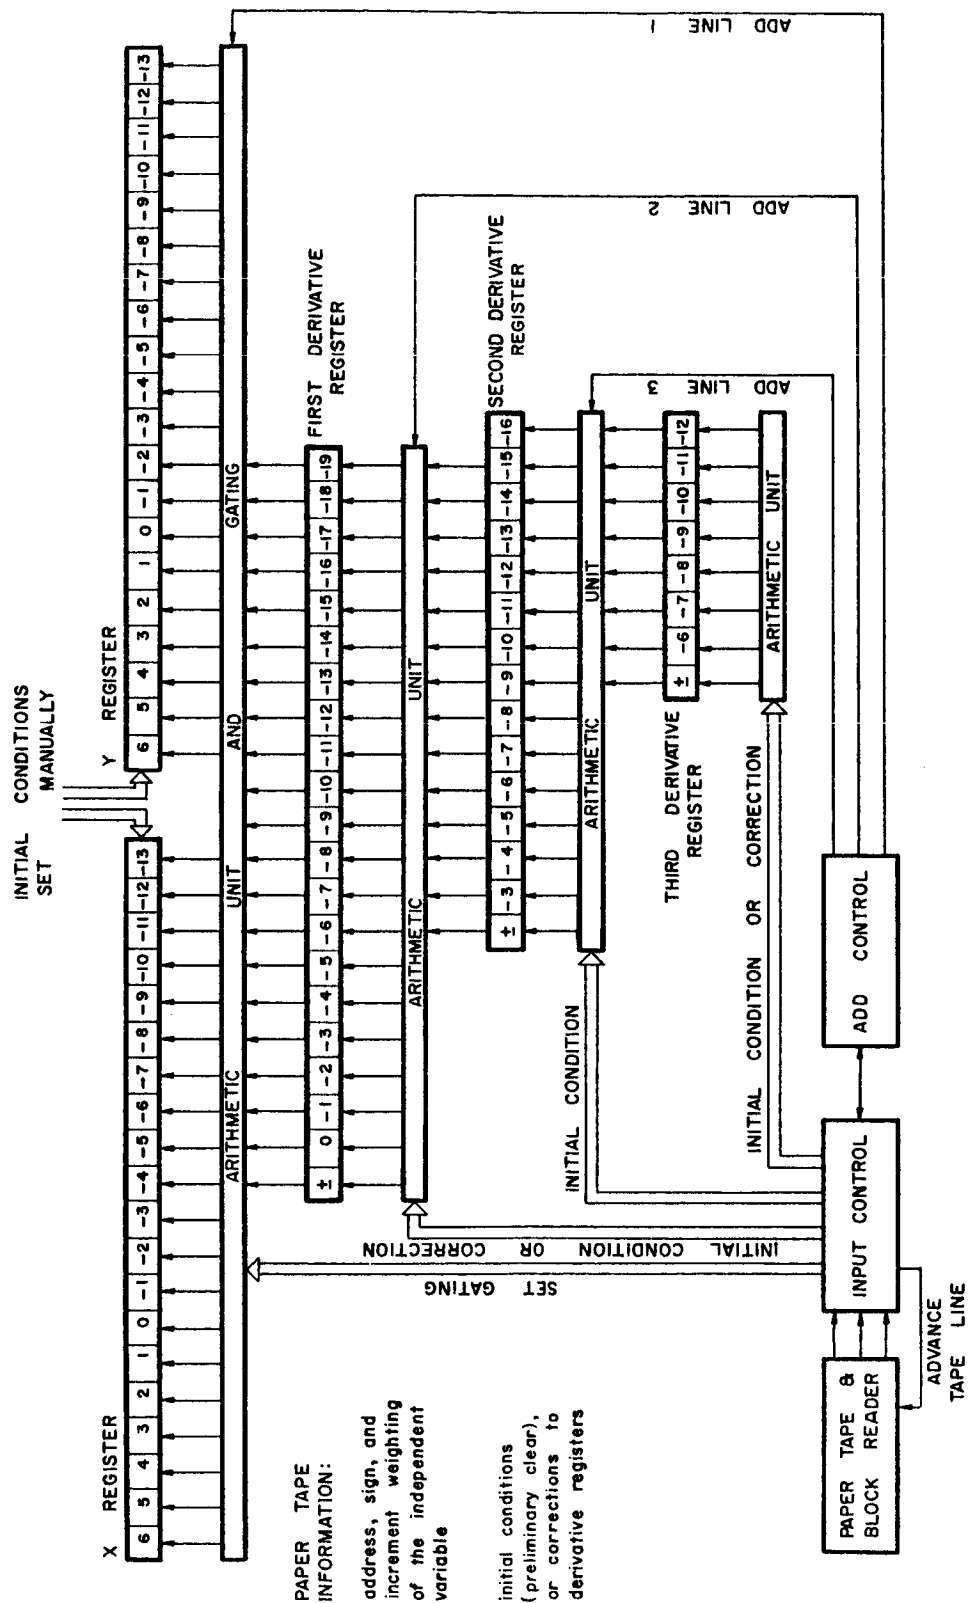 INITIAL CONDITIONS
SET MANUALLY
X REGISTER
Y REGISTER
6 5 4 3 2 1 0 -1 -2 -3 -4 -5 -6 -7 -8 -9 -10 -11 -12 -13
6 5 4 3 2 1 0 -1 -2 -3 -4 -5 -6 -7 -8 -9 -10 -11 -12 -13
ARITHMETIC UNIT AND GATING
FIRST DERIVATIVE
REGISTER
± 0 -1 -2 -3 -4 -5 -6 -7 -8 -9 -10 -11 -12 -13 -14 -15 -16 -17 -18 -19
ARITHMETIC UNIT
SECOND DERIVATIVE
REGISTER
± -3 -4 -5 -6 -7 -8 -9 -10 -11 -12 -13 -14 -15 -16
ARITHMETIC UNIT
THIRD DERIVATIVE
REGISTER
± -6 -7 -8 -9 -10 -11 -12
ARITHMETIC UNIT
ADD LINE 1
ADD LINE 2
ADD LINE 3
PAPER TAPE
INFORMATION:
address, sign, and
increment weighting
of the independent
variable
initial conditions
(preliminary clear),
or corrections to
derivative registers
SET GATING
INITIAL CONDITION OR CORRECTION
INITIAL CONDITION
INITIAL CONDITION OR CORRECTION
PAPER TAPE &
BLOCK READER
INPUT CONTROL
ADD CONTROL
ADVANCE
TAPE LINE